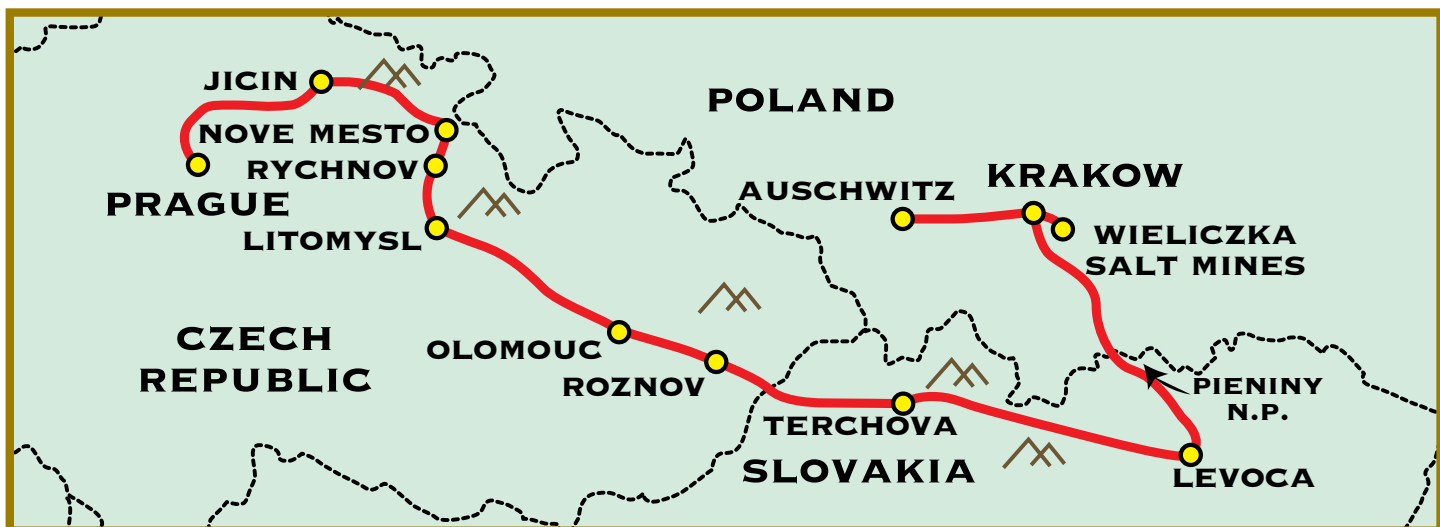 JICIN
POLAND
NOVE MESTO
RYCHNOV
PRAGUE
AUSCHWITZ
KRAKOW
LITOMYSL
WIELICZKA
SALT MINES
CZECH
REPUBLIC
OLOMOUC
ROZNOV
PIENINY
N.P.
TERCHOVA
SLOVAKIA
LEVOCA